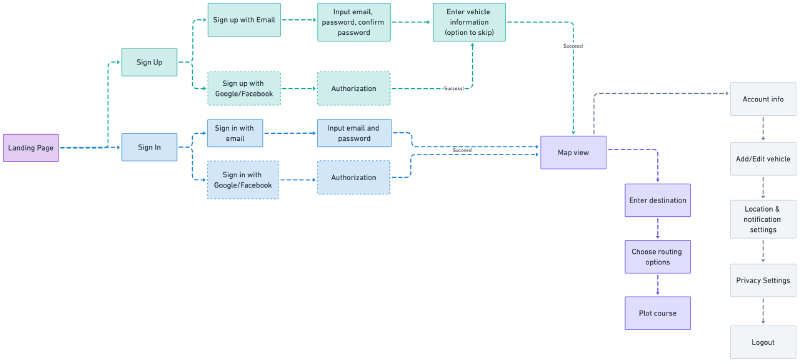 Landing Page
Sign Up
Sign up with Email
Input email,
password, confirm
password
Enter vehicle
information
(option to skip)
Success!
Sign up with
Google/Facebook
Authorization
Success!
Sign In
Sign in with
email
Input email and
password
Success!
Sign in with
Google/Facebook
Authorization
Map view
Enter destination
Choose routing
options
Plot course
Account info
Add/Edit vehicle
Location &
notification
settings
Privacy Settings
Logout